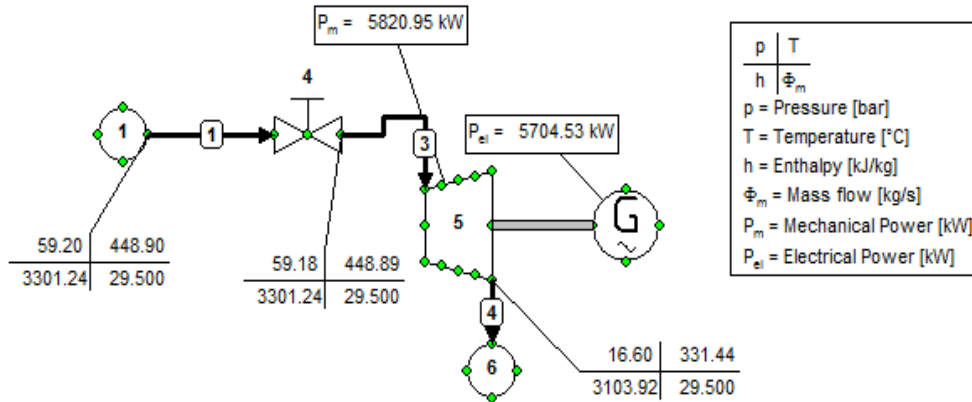 Pm = 5820.95 kW
4
1
1
3
Pel = 5704.53 kW
5
G
~
59.20 448.90
3301.24 29.500
59.18 448.89
3301.24 29.500
4
6
16.60 331.44
3103.92 29.500
p T
h Φm
p = Pressure [bar]
T = Temperature [°C]
h = Enthalpy [kJ/kg]
Φm = Mass flow [kg/s]
Pm = Mechanical Power [kW]
Pel = Electrical Power [kW]